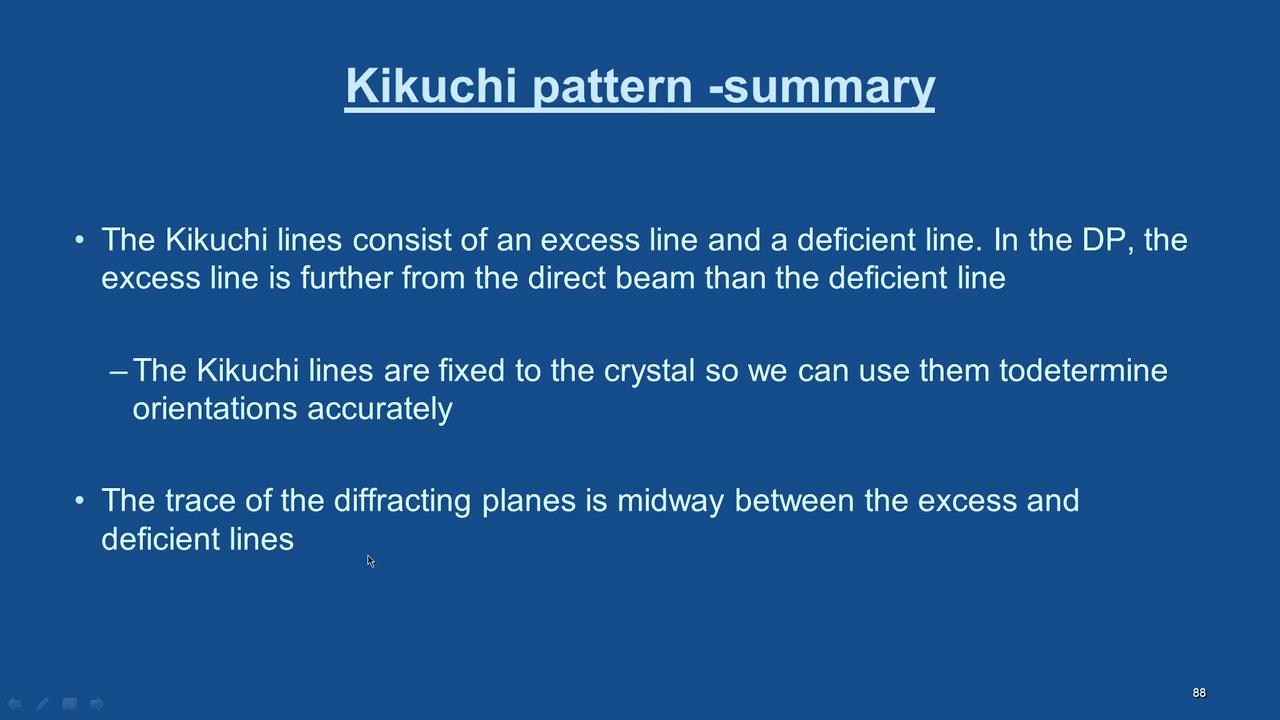 Kikuchi pattern -summary
• The Kikuchi lines consist of an excess line and a deficient line. In the DP, the
excess line is further from the direct beam than the deficient line
– The Kikuchi lines are fixed to the crystal so we can use them todetermine
orientations accurately
• The trace of the diffracting planes is midway between the excess and
deficient lines
88